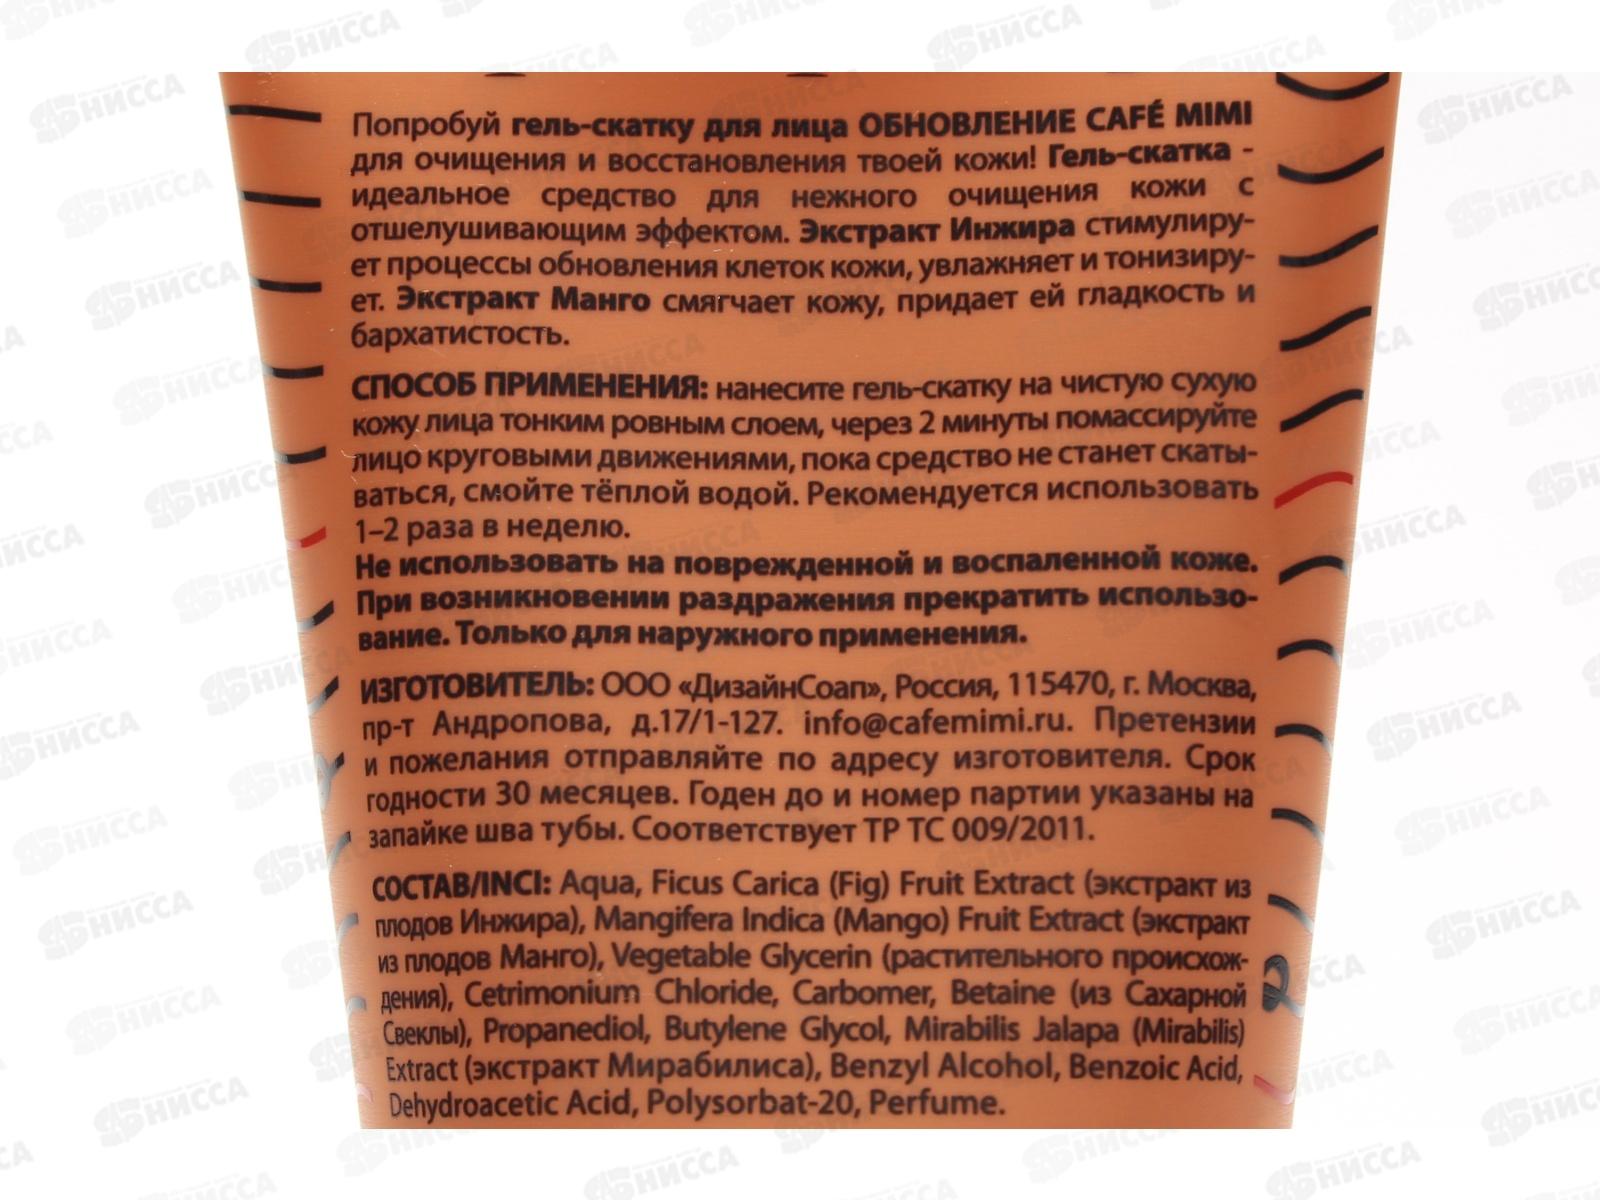 Попробуй гель-скатку для лица ОБНОВЛЕНИЕ CAFÉ MIMI
для очищения и восстановления твоей кожи! Гель-скатка -
идеальное средство для нежного очищения кожи с
отшелушивающим эффектом. Экстракт Инжира стимулиру-
ет процессы обновления клеток кожи, увлажняет и тонизиру-
ет. Экстракт Манго смягчает кожу, придает ей гладкость и
бархатистость.
СПОСОБ ПРИМЕНЕНИЯ: нанесите гель-скатку на чистую сухую
кожу лица тонким ровным слоем, через 2 минуты помассируйте
лицо круговыми движениями, пока средство не станет скаты-
ваться, смойте тёплой водой. Рекомендуется использовать
1–2 раза в неделю.
Не использовать на поврежденной и воспаленной коже.
При возникновении раздражения прекратить использо-
вание. Только для наружного применения.
ИЗГОТОВИТЕЛЬ: ООО «ДизайнСоап», Россия, 115470, г. Москва,
пр-т Андропова, д.17/1-127. info@cafemimi.ru. Претензии
и пожелания отправляйте по адресу изготовителя. Срок
годности 30 месяцев. Годен до и номер партии указаны на
запайке шва тубы. Соответствует ТР ТС 009/2011.
СОСТАВ/INCI: Aqua, Ficus Carica (Fig) Fruit Extract (экстракт из
плодов Инжира), Mangifera Indica (Mango) Fruit Extract (экстракт
из плодов Манго), Vegetable Glycerin (растительного происхож-
дения), Cetrimonium Chloride, Carbomer, Betaine (из Сахарной
Свеклы), Propanediol, Butylene Glycol, Mirabilis Jalapa (Mirabilis)
Extract (экстракт Мирабилиса), Benzyl Alcohol, Benzoic Acid,
Dehydroacetic Acid, Polysorbat-20, Perfume.